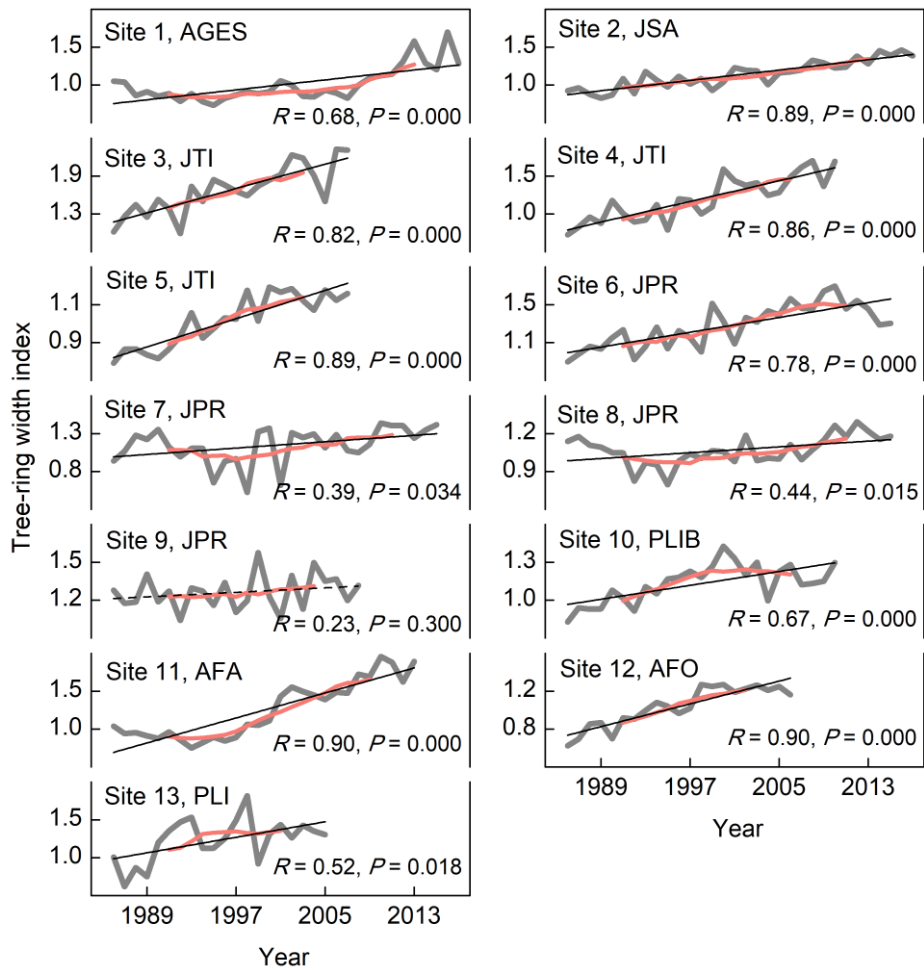 Site 1, AGES
1.5
1.0
R = 0.68, P = 0.000
Site 2, JSA
1.5
1.0
R = 0.89, P = 0.000
Site 3, JTI
1.9
1.3
R = 0.82, P = 0.000
Site 4, JTI
1.5
1.0
R = 0.86, P = 0.000
Site 5, JTI
1.1
0.9
R = 0.89, P = 0.000
Site 6, JPR
1.5
1.1
R = 0.78, P = 0.000
Tree-ring width index
Site 7, JPR
1.3
0.8
R = 0.39, P = 0.034
Site 8, JPR
1.2
0.9
R = 0.44, P = 0.015
Site 9, JPR
1.5
1.2
R = 0.23, P = 0.300
Site 10, PLIB
1.3
1.0
R = 0.67, P = 0.000
Site 11, AFA
1.5
1.0
R = 0.90, P = 0.000
Site 12, AFO
1.2
0.8
R = 0.90, P = 0.000
1989 1997 2005 2013
Year
Site 13, PLI
1.5
1.0
R = 0.52, P = 0.018
1989 1997 2005 2013
Year